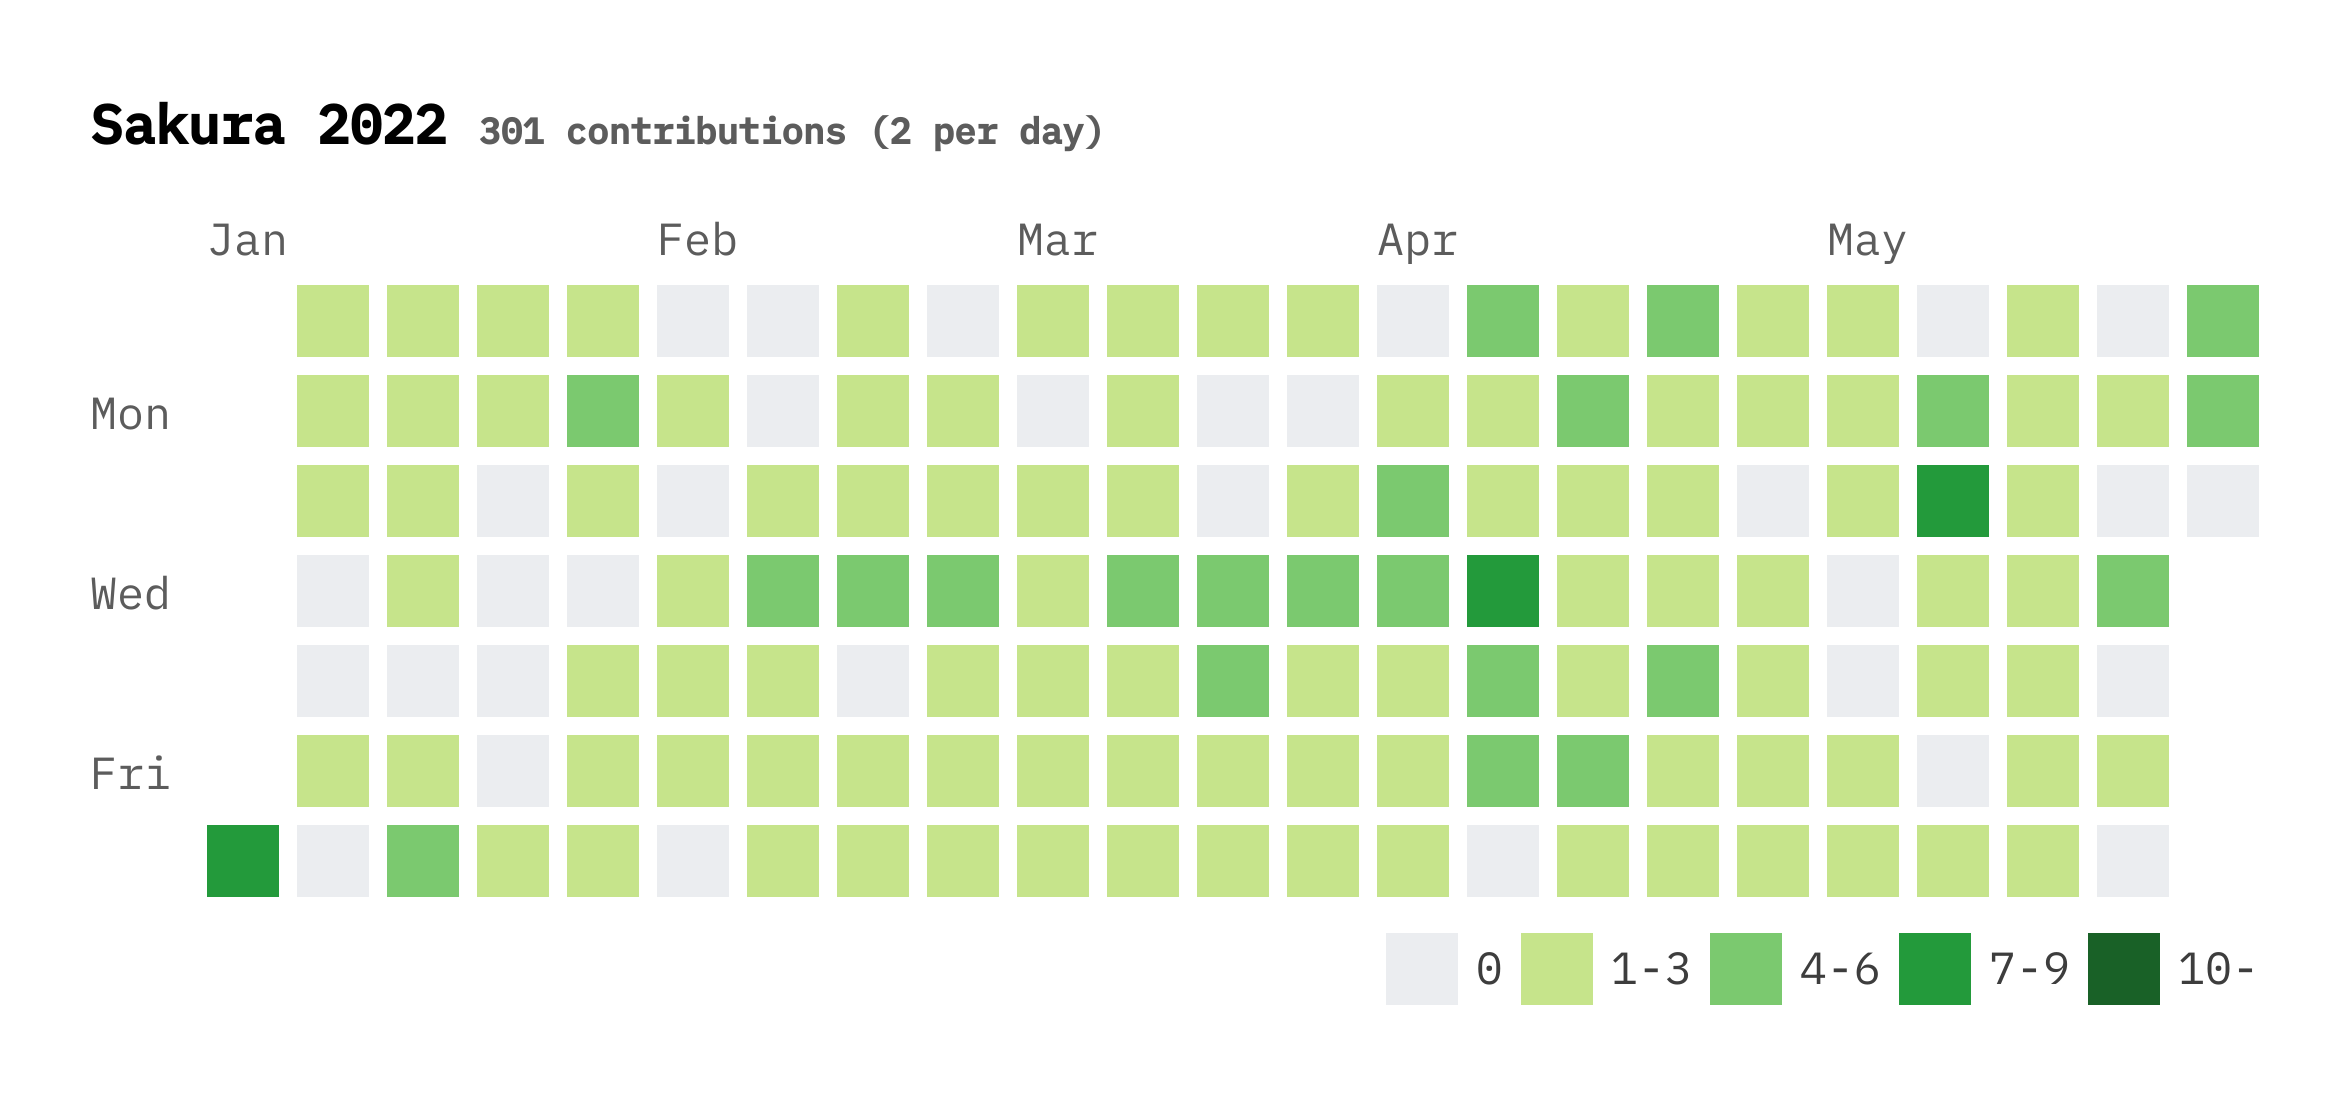 Sakura 2022 301 contributions (2 per day)
Jan Feb Mar Apr May
Mon
Wed
Fri
0 1-3 4-6 7-9 10-